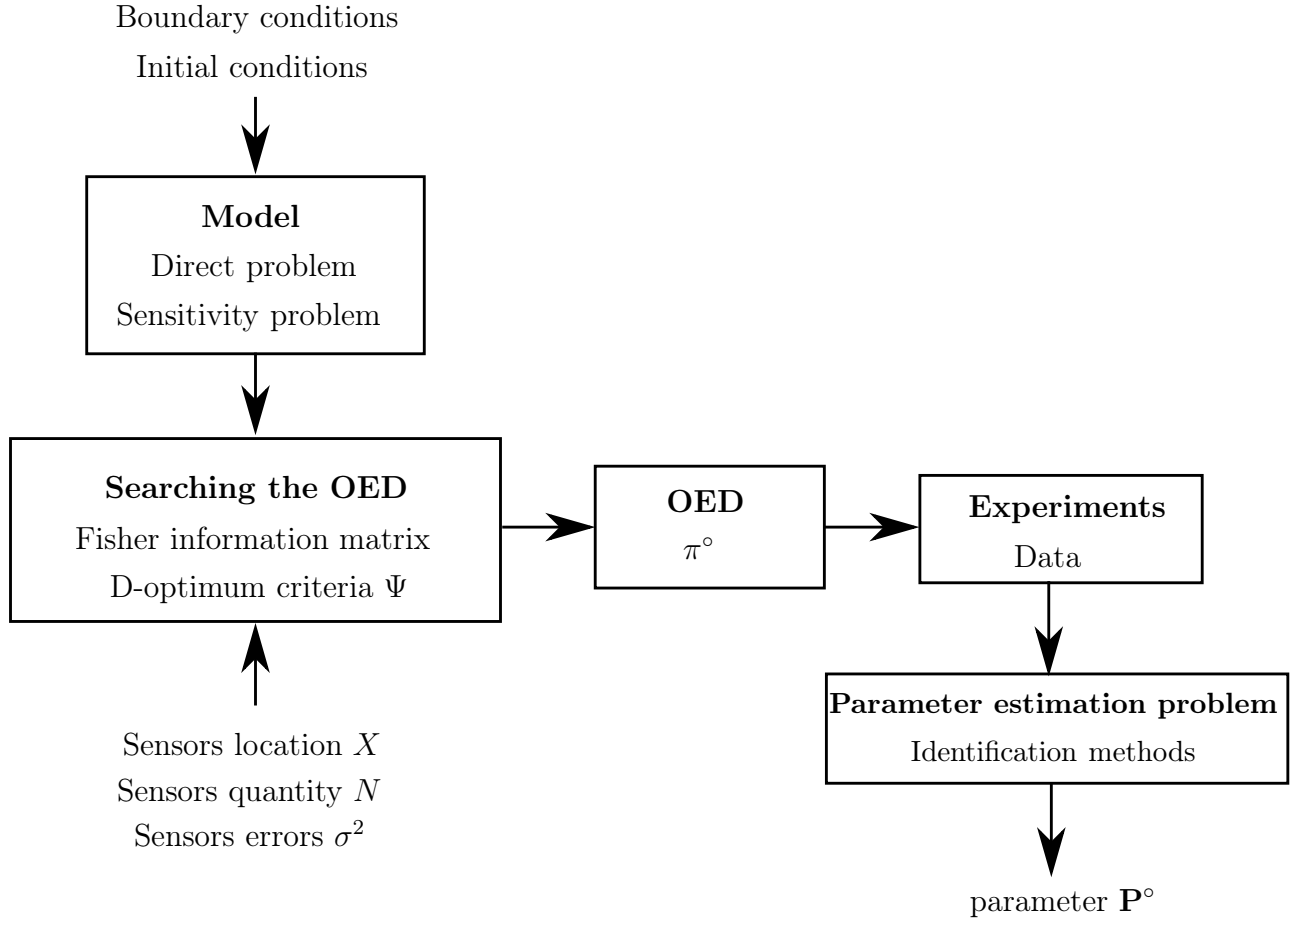 Boundary conditions
Initial conditions
Model
Direct problem
Sensitivity problem
Searching the OED
Fisher information matrix
D-optimum criteria Ψ
OED
π°
Experiments
Data
Parameter estimation problem
Identification methods
Sensors location X
Sensors quantity N
Sensors errors σ²
parameter P°